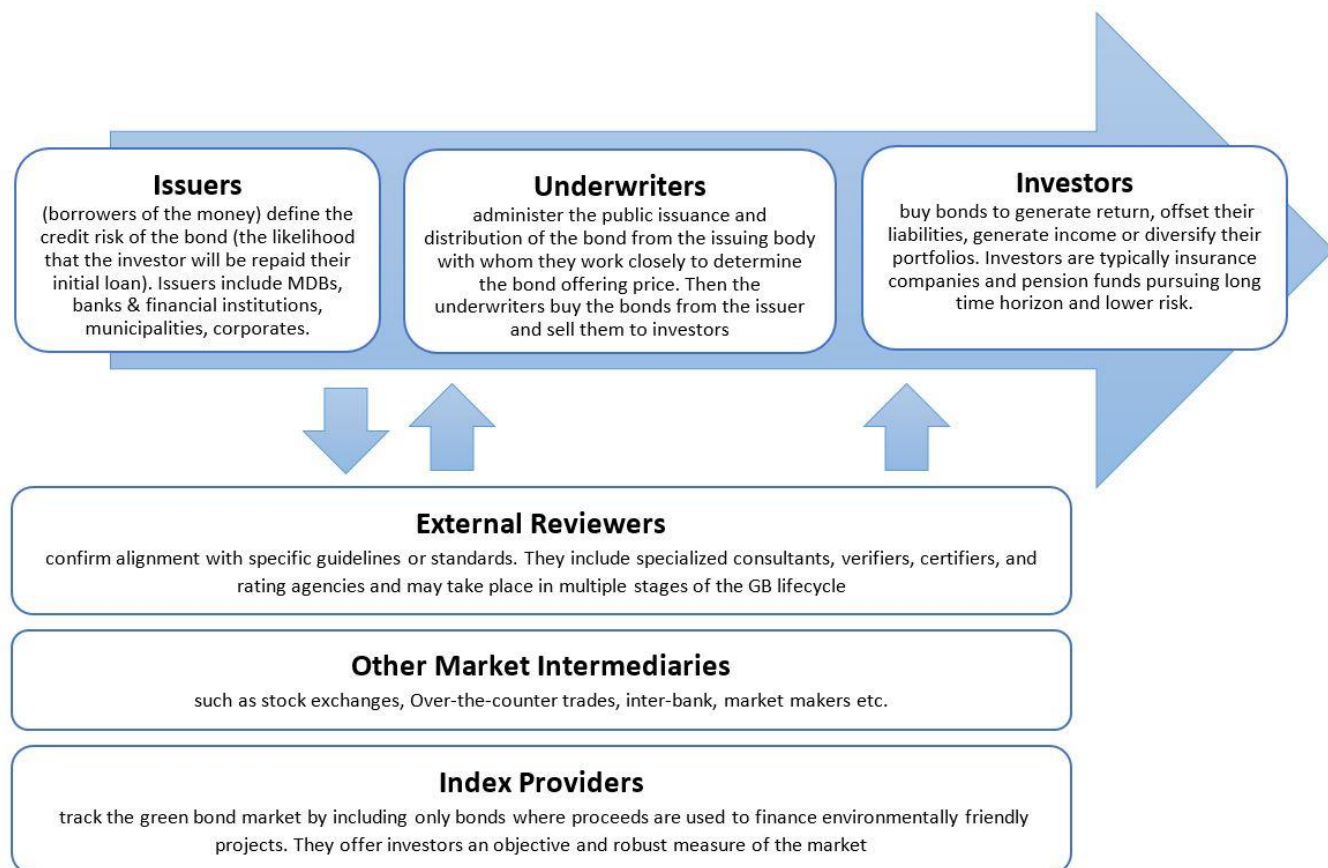 Issuers
(borrowers of the money) define the
credit risk of the bond (the likelihood
that the investor will be repaid their
initial loan). Issuers include MDBs,
banks & financial institutions,
municipalities, corporates.
Underwriters
administer the public issuance and
distribution of the bond from the issuing body
with whom they work closely to determine
the bond offering price. Then the
underwriters buy the bonds from the issuer
and sell them to investors
Investors
buy bonds to generate return, offset their
liabilities, generate income or diversify their
portfolios. Investors are typically insurance
companies and pension funds pursuing long
time horizon and lower risk.
External Reviewers
confirm alignment with specific guidelines or standards. They include specialized consultants, verifiers, certifiers, and
rating agencies and may take place in multiple stages of the GB lifecycle
Other Market Intermediaries
such as stock exchanges, Over-the-counter trades, inter-bank, market makers etc.
Index Providers
track the green bond market by including only bonds where proceeds are used to finance environmentally friendly
projects. They offer investors an objective and robust measure of the market